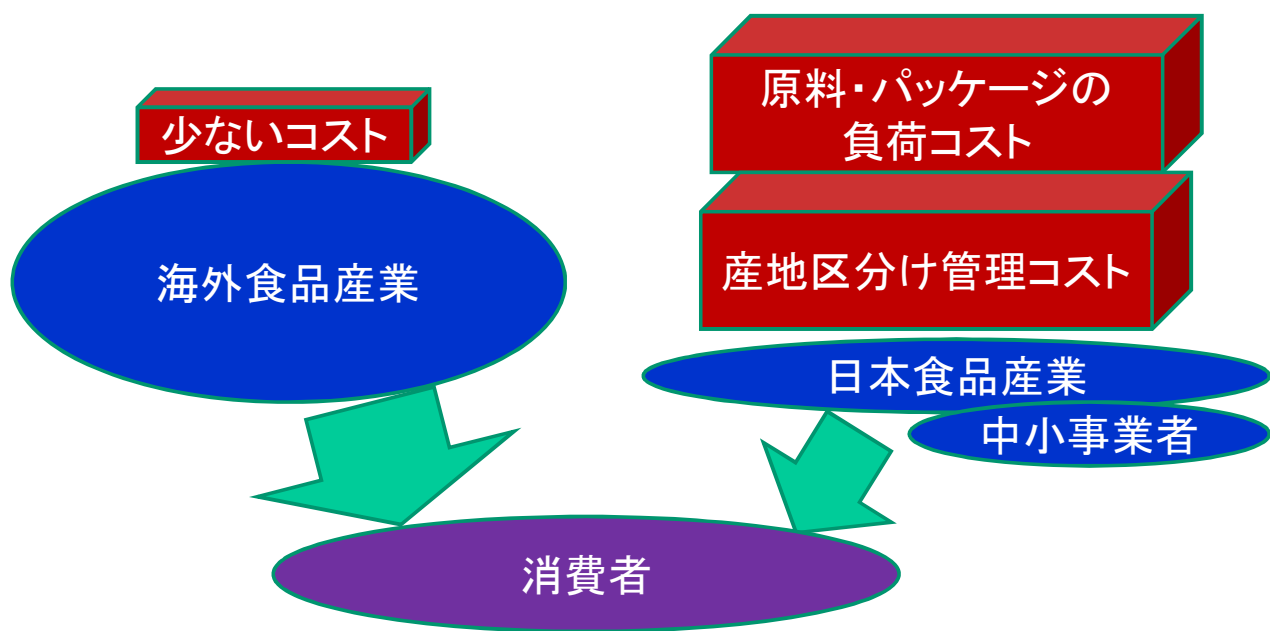 少ないコスト
海外食品産業
原料・パッケージの
負荷コスト
産地区分け管理コスト
日本食品産業
中小事業者
消費者